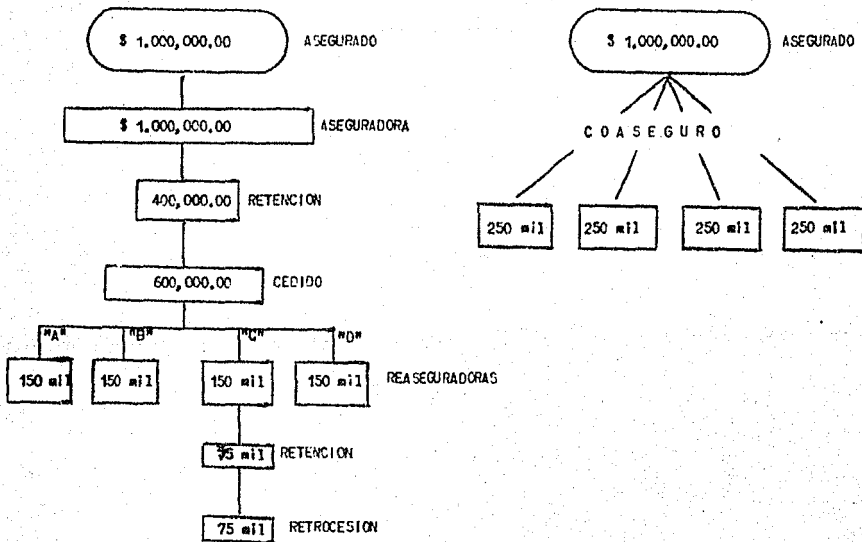 $ 1.000,000.00 ASEGURADO
$ 1.000,000.00 ASEGURADORA
400,000.00 RETENCION
600,000.00 CEDIDO
"A" "B" "C" "D"
150 mil 150 mil 150 mil 150 mil REASEGURADORAS
75 mil RETENCION
75 mil RETROCESION
$ 1.000,000.00 ASEGURADO
COASEGURO
250 mil 250 mil 250 mil 250 mil